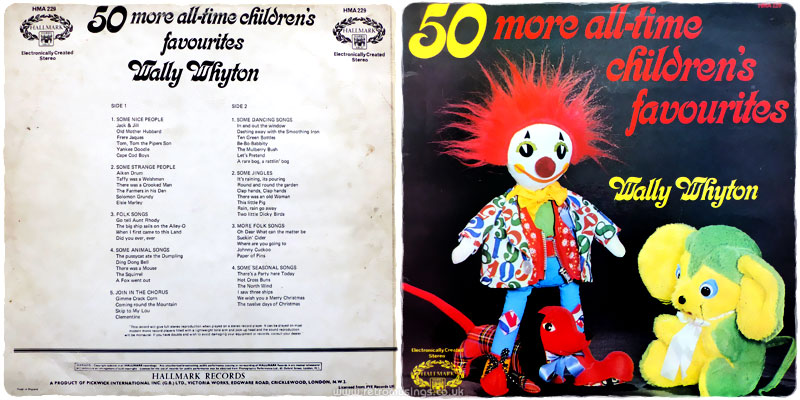 HMA 229
HALLMARK
Electronically Created
Stereo
50 more all-time children's
favourites
Wally Whyton
HMA 229
HALLMARK
Electronically Created
Stereo
SIDE 1
1. SOME NICE PEOPLE
Jack & Jill
Old Mother Hubbard
Frere Jaques
Tom, Tom the Pipers Son
Yankee Doodle
Cape Cod Boys
2. SOME STRANGE PEOPLE
Aiken Drum
Taffy was a Welshman
There was a Crooked Man
The Farmers in his Den
Solomon Grundy
Elsie Marley
3. FOLK SONGS
Go tell Aunt Rhody
The big ship sails on the Alley-O
When I first came to this Land
Did you ever, ever
4. SOME ANIMAL SONGS
The pussycat ate the Dumpling
Ding Dong Bell
There was a Mouse
The Squirrel
A Fox went out
5. JOIN IN THE CHORUS
Gimme Crack Corn
Coming round the Mountain
Skip to My Lou
Clementine
SIDE 2
1. SOME DANCING SONGS
In and out the window
Dashing away with the Smoothing Iron
Ten Green Bottles
Be Bo Babbity
The Mulberry Bush
Let's Pretend
A rare bog, a rattlin' bog
2. SOME JINGLES
It's raining, its pouring
Round and round the garden
Clap hands, Clap hands
There was an old Woman
This little Pig
Rain, rain go away
Two little Dicky Birds
3. MORE FOLK SONGS
Oh Dear What can the matter be
Suckin' Cider
Where are you going to
Johnny Cuckoo
Paper of Pins
4. SOME SEASONAL SONGS
There's a Party here Today
Hot Cross Buns
The North Wind
I saw three ships
We wish you a Merry Christmas
The twelve days of Christmas
HALLMARK RECORDS
A PRODUCT OF PICKWICK INTERNATIONAL INC. (G.B.) LTD., VICTORIA WORKS, EDGWARE ROAD, CRICKLEWOOD, LONDON, N.W.2.
Licensed from: PYE Records UK
HMA 229
50 more all-time
children's
favourites
Wally Whyton
Electronically Created
Stereo
HALLMARK
www.retromusings.co.uk